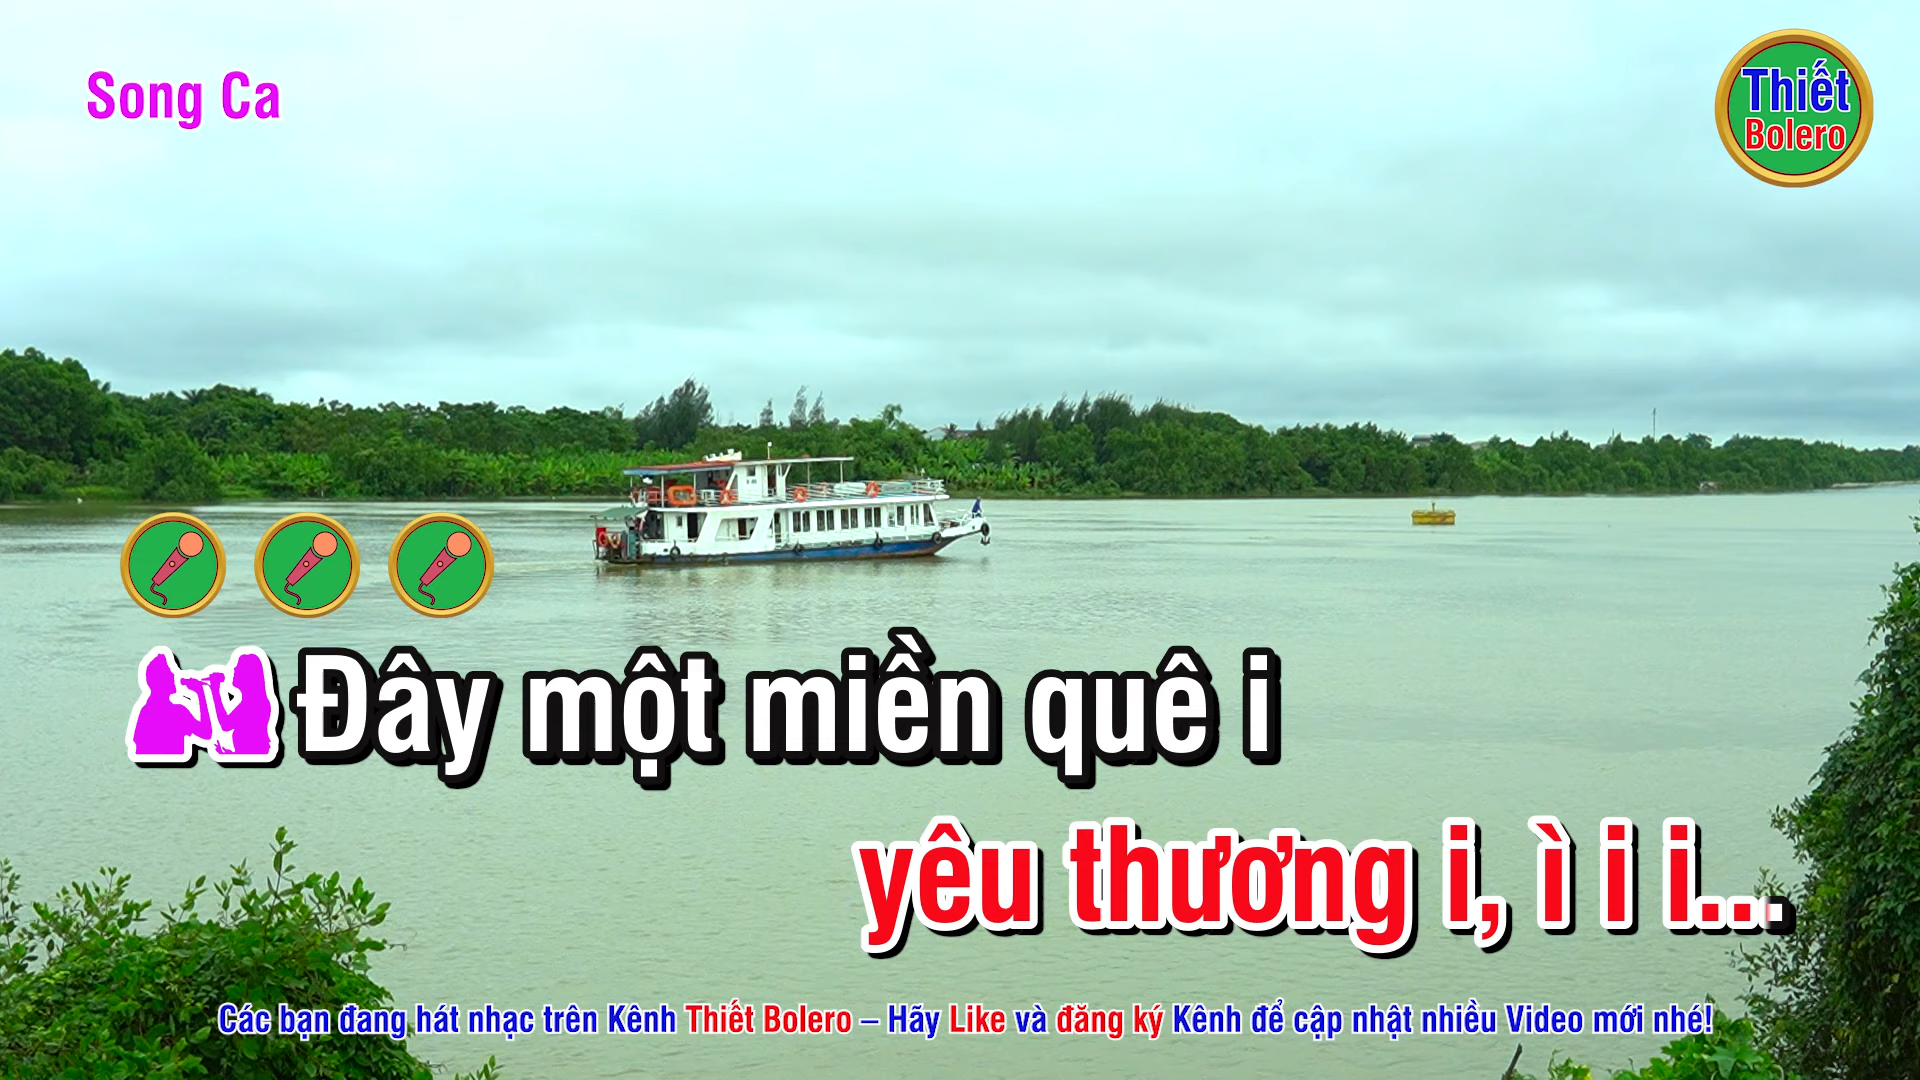 Song Ca
Thiết
Bolero
Đây một miền quê i
yêu thương i, ì i i...
Các bạn đang hát nhạc trên Kênh Thiết Bolero – Hãy Like và đăng ký Kênh để cập nhật nhiều Video mới nhé!